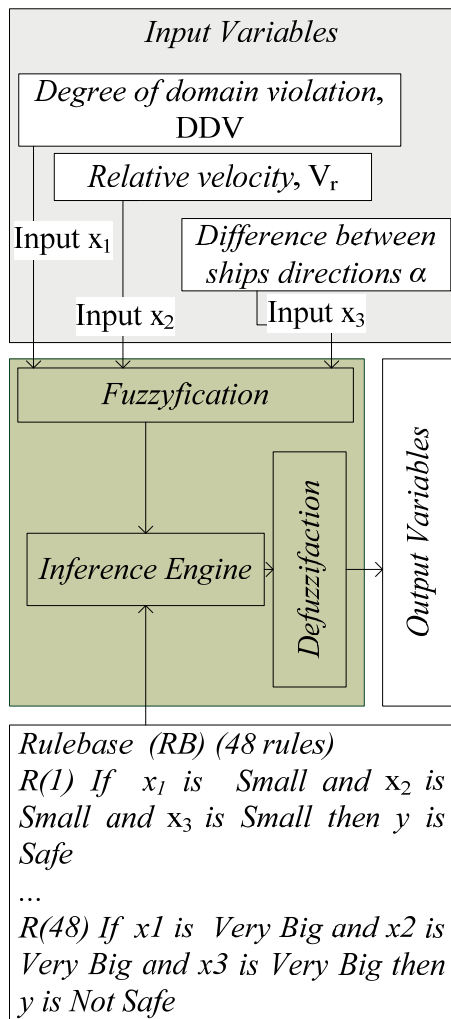 Input Variables
Degree of domain violation,
DDV
Relative velocity, Vr
Input x1
Difference between
ships directions α
Input x2
Input x3
Fuzzyfication
Inference Engine
Defuzzifaction
Output Variables
Rulebase (RB) (48 rules)
R(1) If x1 is Small and x2 is
Small and x3 is Small then y is
Safe
...
R(48) If x1 is Very Big and x2 is
Very Big and x3 is Very Big then
y is Not Safe